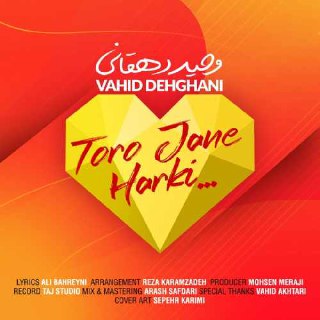 وحید دهقانی
VAHID DEHGHANI
Toro Jane
Harki...
LYRICS ALI BAHREYNI ARRANGEMENT REZA KARAMZADEH PRODUCER MOHSEN MERAJI
RECORD TAJ STUDIO MIX & MASTERING ARASH SAFDARI SPECIAL THANKS VAHID AKHTARI
COVER ART SEPEHR KARIMI